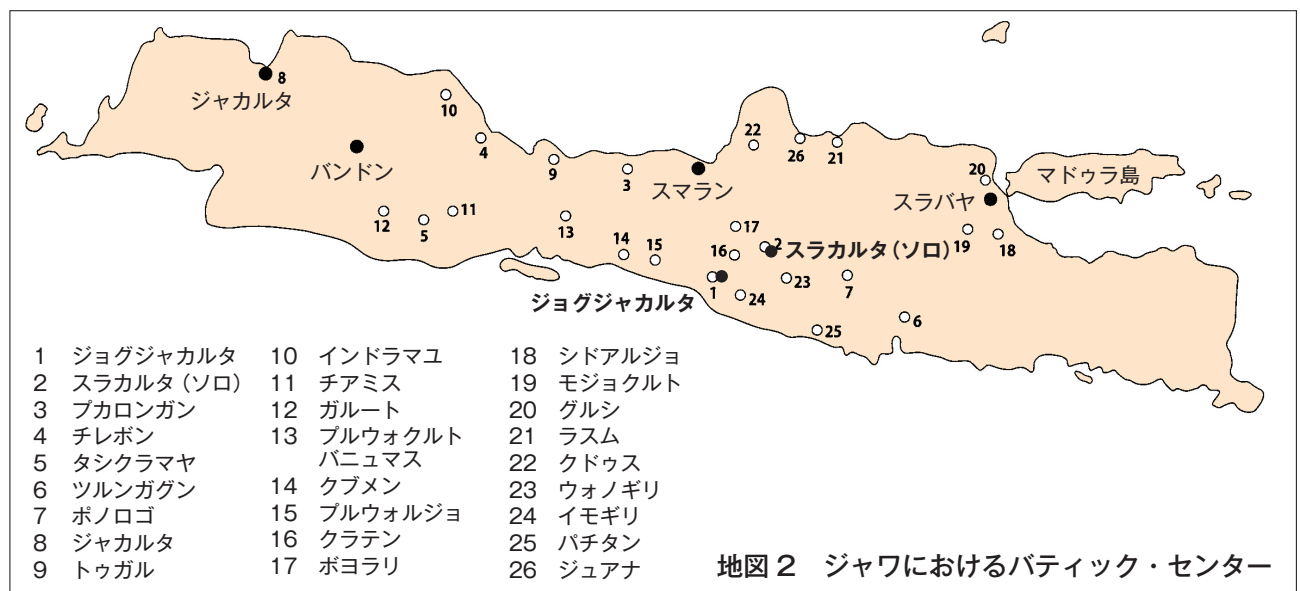 8
ジャカルタ
10
4
バンドン
9
3
スマラン
22
26
21
20
マドゥラ島
スラバヤ
12
5
11
13
14
15
17
16
2
スラカルタ(ソロ)
19
18
1
ジョグジャカルタ
24
23
7
25
6
1 ジョグジャカルタ
2 スラカルタ(ソロ)
3 プカロンガン
4 チレボン
5 タシクラマヤ
6 ツルンガグン
7 ポノロゴ
8 ジャカルタ
9 トゥガル
10 インドラマユ
11 チアミス
12 ガルート
13 プルウォクルト
バニュマス
14 クブメン
15 プルウォルジョ
16 クラテン
17 ボヨラリ
18 シドアルジョ
19 モジョクルト
20 グルシ
21 ラスム
22 クドゥス
23 ウォノギリ
24 イモギリ
25 パチタン
26 ジュアナ
地図 2 ジャワにおけるバティック・センター